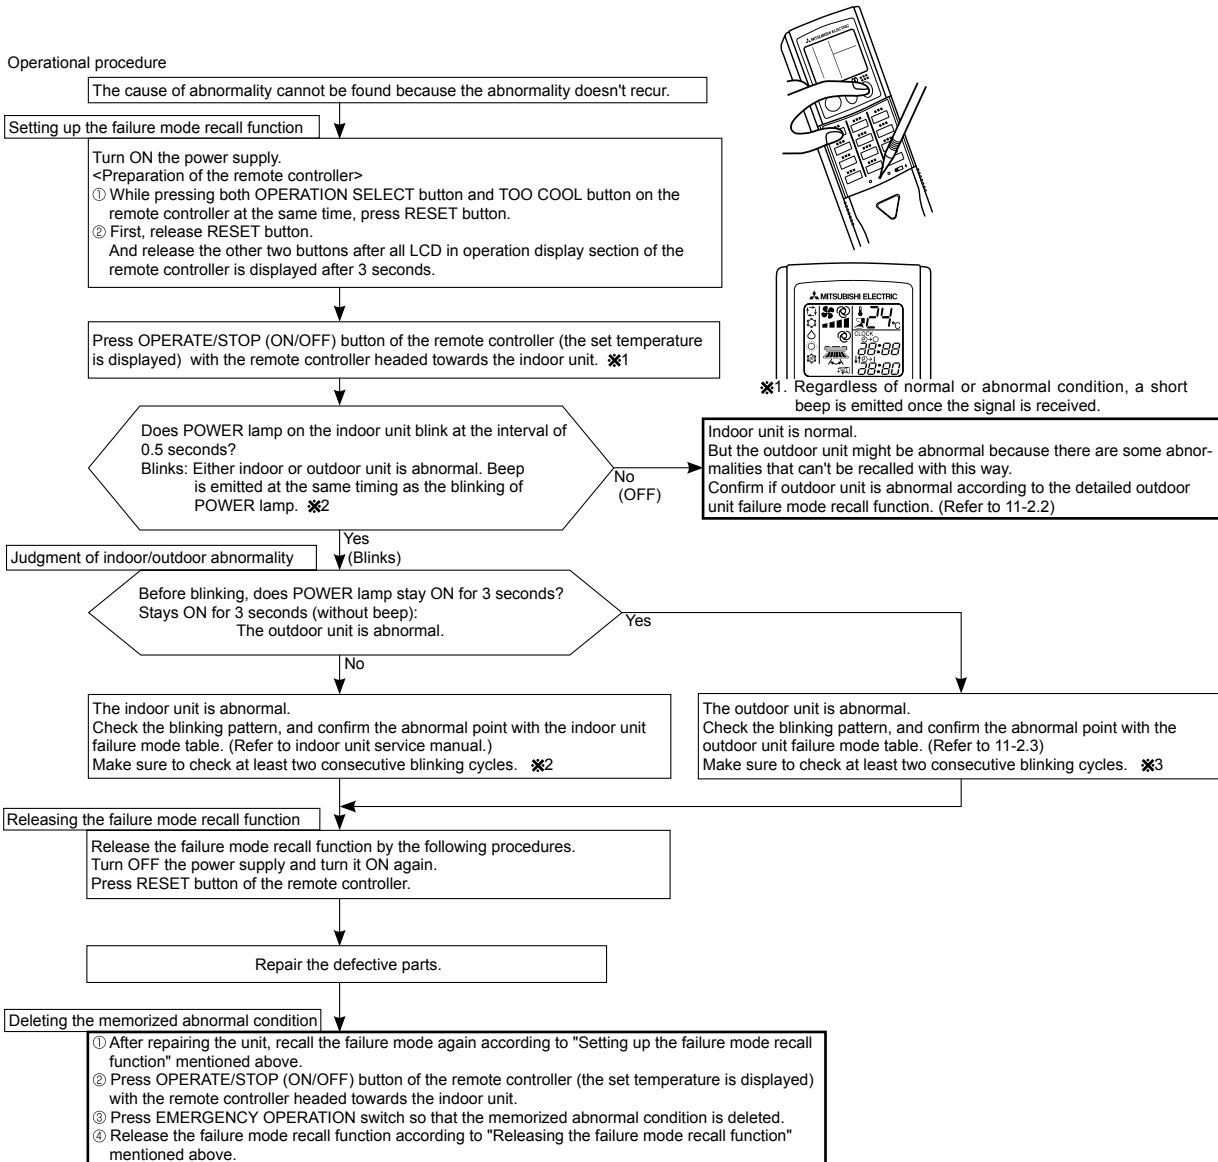 Operational procedure
The cause of abnormality cannot be found because the abnormality doesn't recur.
Setting up the failure mode recall function
Turn ON the power supply.
<Preparation of the remote controller>
① While pressing both OPERATION SELECT button and TOO COOL button on the
remote controller at the same time, press RESET button.
② First, release RESET button.
And release the other two buttons after all LCD in operation display section of the
remote controller is displayed after 3 seconds.
MITSUBISHI ELECTRIC
MITSUBISHI ELECTRIC
24°C
CLOCK
28:88
28:80
Press OPERATE/STOP (ON/OFF) button of the remote controller (the set temperature
is displayed) with the remote controller headed towards the indoor unit. ※1
※1. Regardless of normal or abnormal condition, a short
beep is emitted once the signal is received.
Does POWER lamp on the indoor unit blink at the interval of
0.5 seconds?
Blinks: Either indoor or outdoor unit is abnormal. Beep
is emitted at the same timing as the blinking of
POWER lamp. ※2
No
(OFF)
Indoor unit is normal.
But the outdoor unit might be abnormal because there are some abnor-
malities that can't be recalled with this way.
Confirm if outdoor unit is abnormal according to the detailed outdoor
unit failure mode recall function. (Refer to 11-2.2)
Yes
(Blinks)
Judgment of indoor/outdoor abnormality
Before blinking, does POWER lamp stay ON for 3 seconds?
Stays ON for 3 seconds (without beep):
The outdoor unit is abnormal.
Yes
No
The indoor unit is abnormal.
Check the blinking pattern, and confirm the abnormal point with the indoor unit
failure mode table. (Refer to indoor unit service manual.)
Make sure to check at least two consecutive blinking cycles. ※2
The outdoor unit is abnormal.
Check the blinking pattern, and confirm the abnormal point with the
outdoor unit failure mode table. (Refer to 11-2.3)
Make sure to check at least two consecutive blinking cycles. ※3
Releasing the failure mode recall function
Release the failure mode recall function by the following procedures.
Turn OFF the power supply and turn it ON again.
Press RESET button of the remote controller.
Repair the defective parts.
Deleting the memorized abnormal condition
① After repairing the unit, recall the failure mode again according to "Setting up the failure mode recall
function" mentioned above.
② Press OPERATE/STOP (ON/OFF) button of the remote controller (the set temperature is displayed)
with the remote controller headed towards the indoor unit.
③ Press EMERGENCY OPERATION switch so that the memorized abnormal condition is deleted.
④ Release the failure mode recall function according to "Releasing the failure mode recall function"
mentioned above.